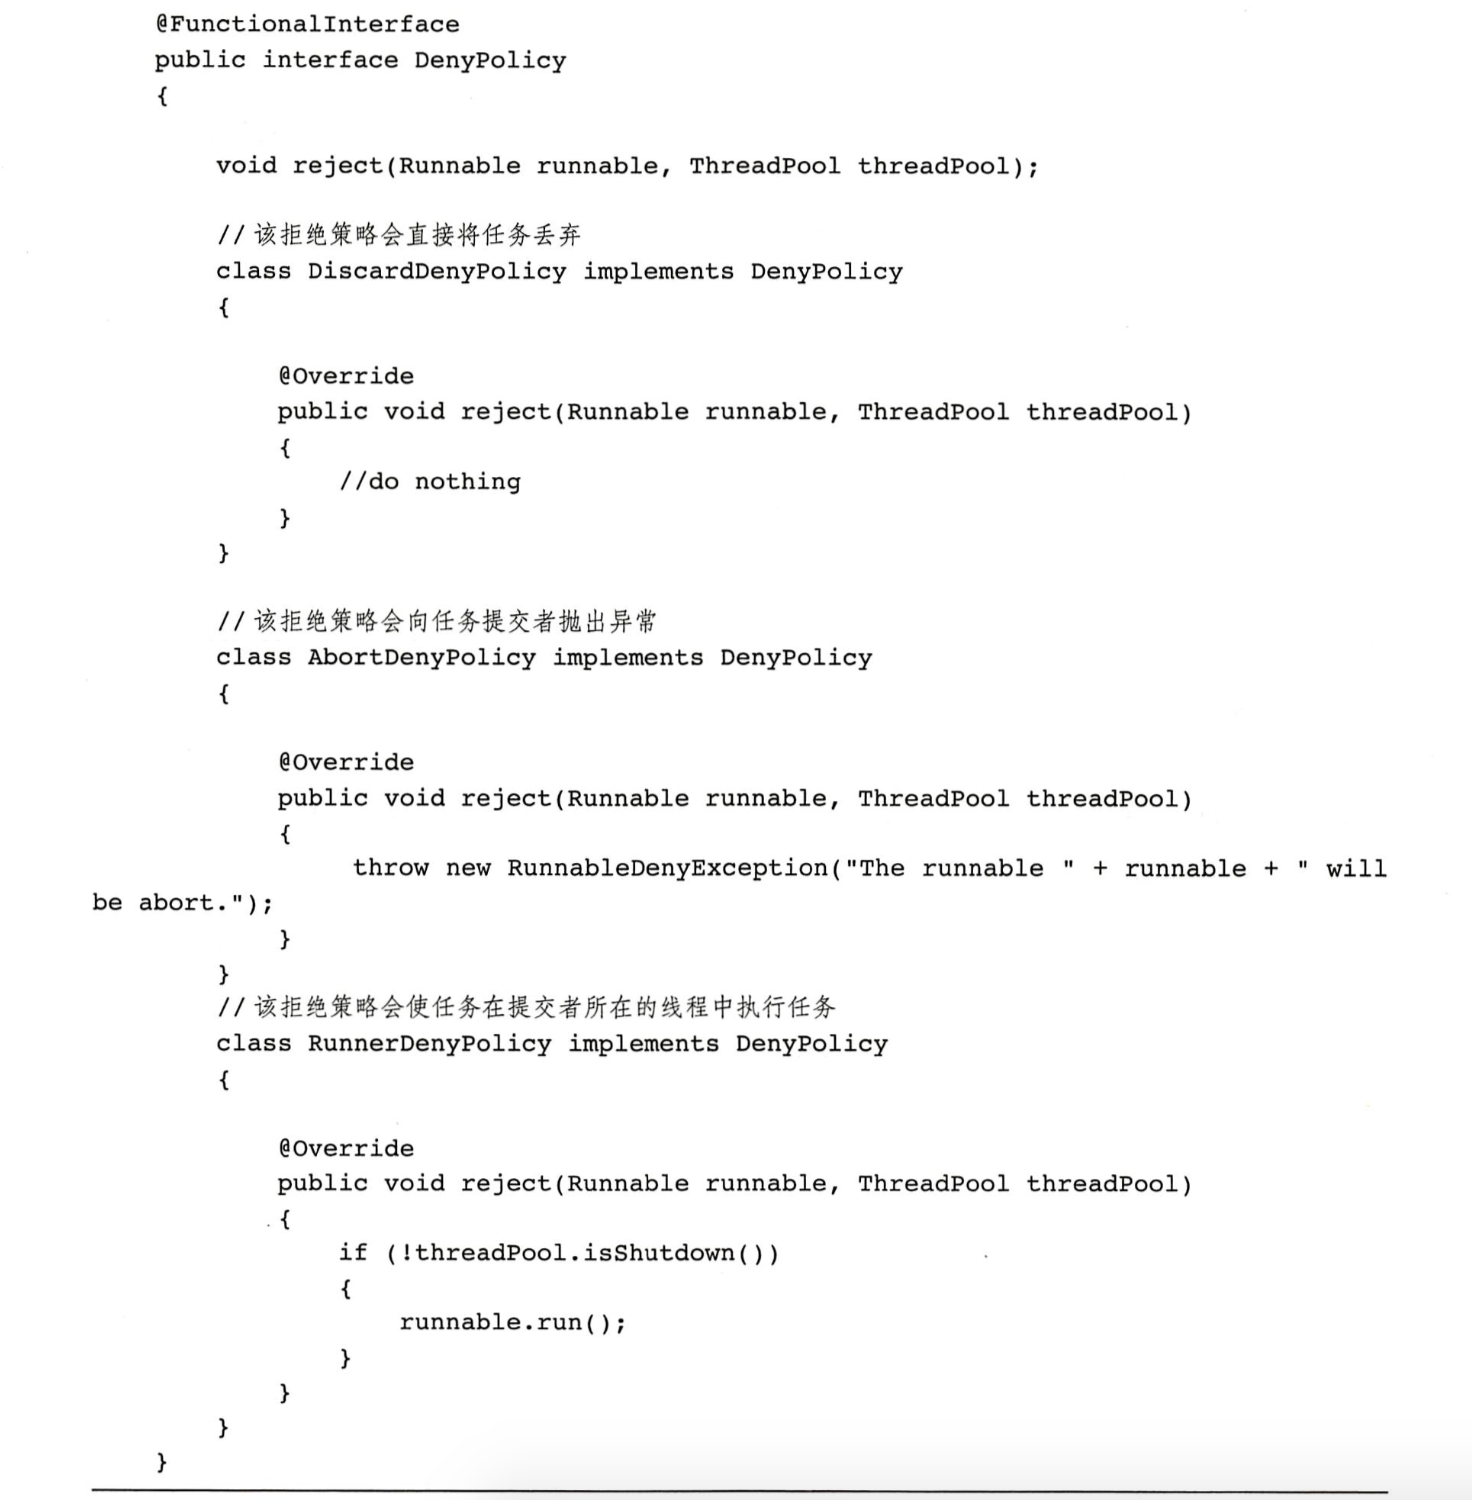 @FunctionalInterface
public interface DenyPolicy
{
void reject(Runnable runnable, ThreadPool threadPool);
//该拒绝策略会直接将任务丢弃
class DiscardDenyPolicy implements DenyPolicy
{
@Override
public void reject(Runnable runnable, ThreadPool threadPool)
{
//do nothing
}
}
//该拒绝策略会向任务提交者抛出异常
class AbortDenyPolicy implements DenyPolicy
{
@Override
public void reject(Runnable runnable, ThreadPool threadPool)
{
throw new RunnableDenyException("The runnable " + runnable + " will
be abort.");
}
}
//该拒绝策略会使任务在提交者所在的线程中执行任务
class RunnerDenyPolicy implements DenyPolicy
{
@Override
public void reject(Runnable runnable, ThreadPool threadPool)
{
if (!threadPool.isShutdown())
{
runnable.run();
}
}
}
}